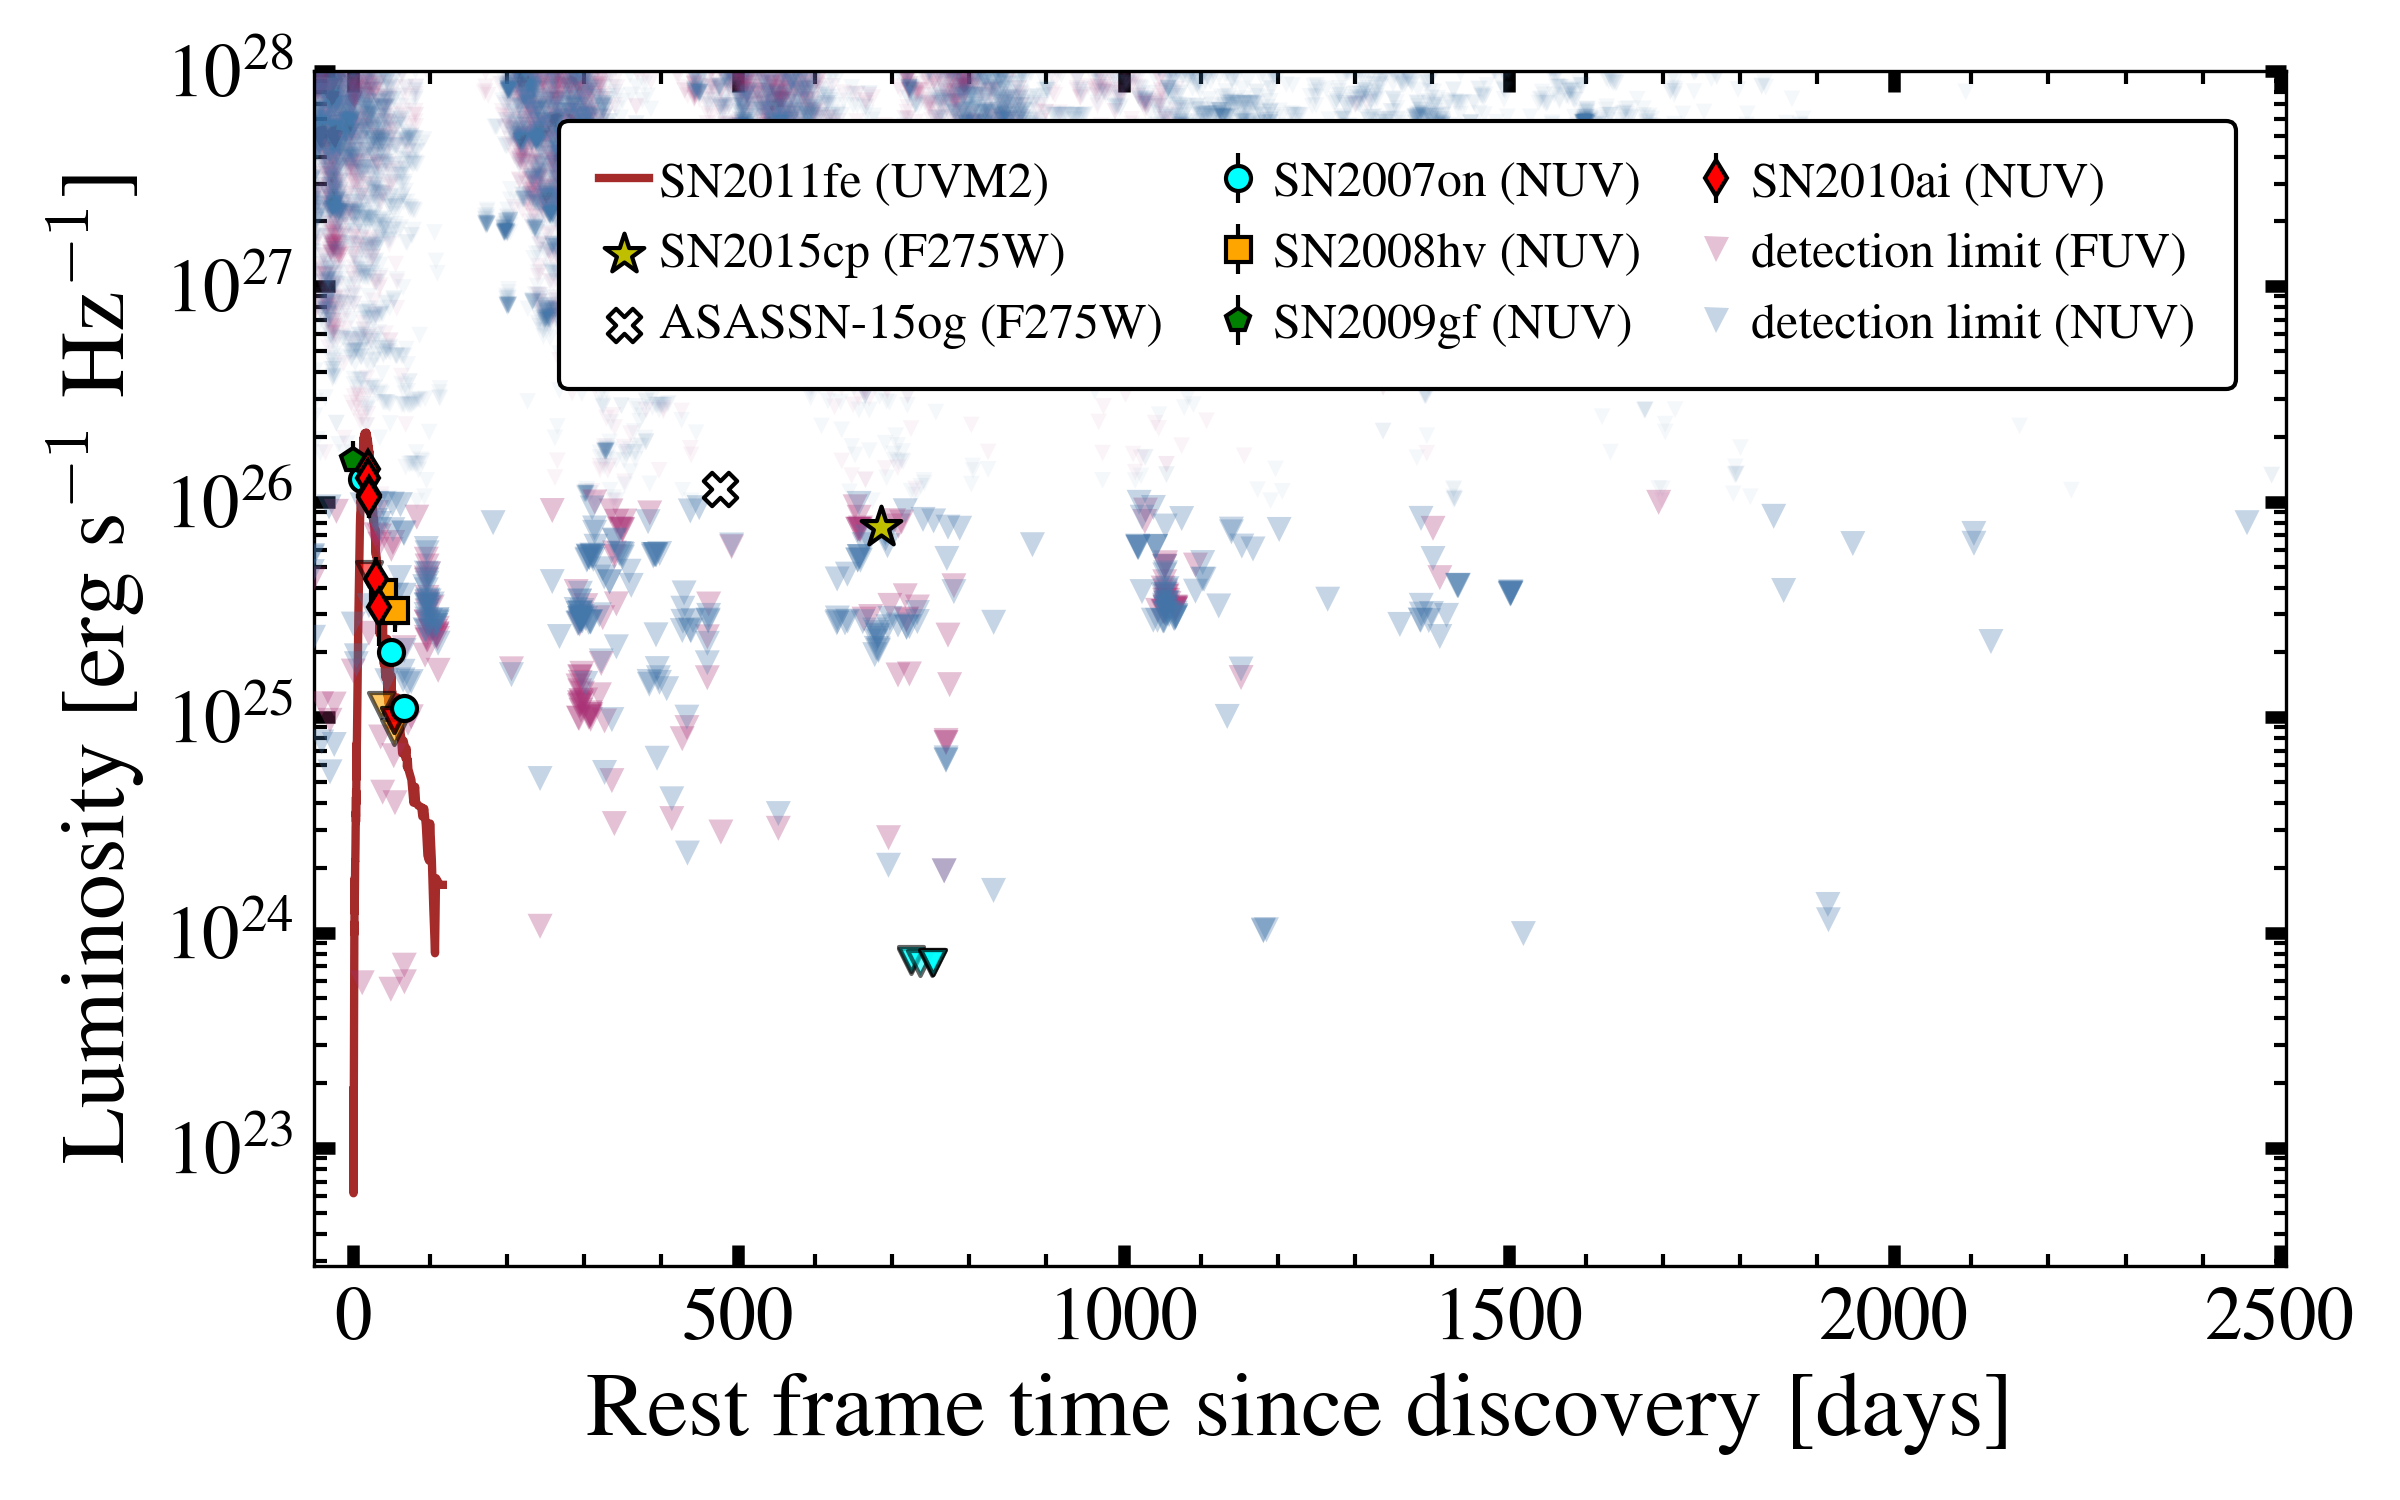 10^28
10^27
10^26
10^25
10^24
10^23
Luminosity [erg s^−1 Hz^−1]
SN2011fe (UVM2)
SN2015cp (F275W)
ASASSN-15og (F275W)
SN2007on (NUV)
SN2008hv (NUV)
SN2009gf (NUV)
SN2010ai (NUV)
detection limit (FUV)
detection limit (NUV)
0 500 1000 1500 2000 2500
Rest frame time since discovery [days]